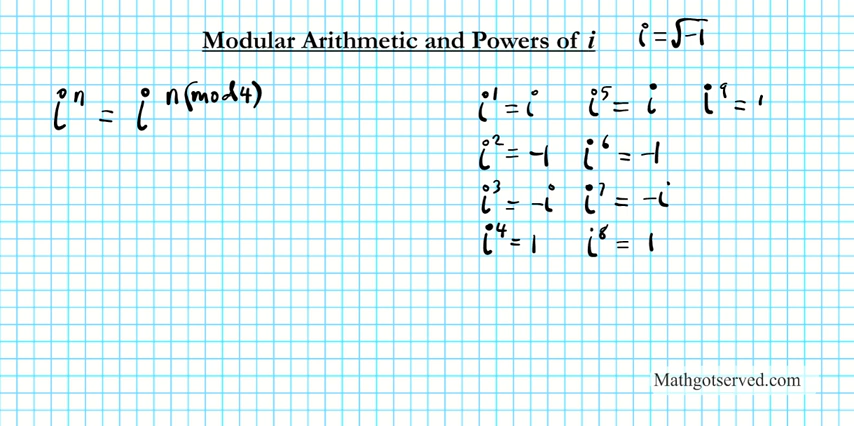 Modular Arithmetic and Powers of i i = √-1
iⁿ = i ⁿ⁽ᵐᵒᵈ⁴⁾
i¹ = i i⁵ = i i⁹ =
i² = -1 i⁶ = -1
i³ = -i i⁷ = -i
i⁴ = 1 i⁸ = 1
Mathgotserved.com